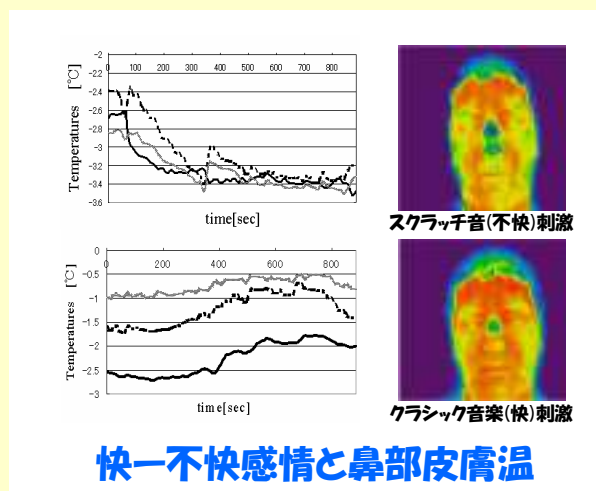 -2
0 100 200 300 400 500 600 700 800
-2.2
-2.4
-2.6
-2.8
-3
-3.2
-3.4
-3.6
Temperatures [℃]
time[sec]
スクラッチ音(不快)刺激
0
0 200 400 600 800
-0.5
-1
-1.5
-2
-2.5
-3
Temperatures [℃]
time[sec]
クラシック音楽(快)刺激
快ー不快感情と鼻部皮膚温